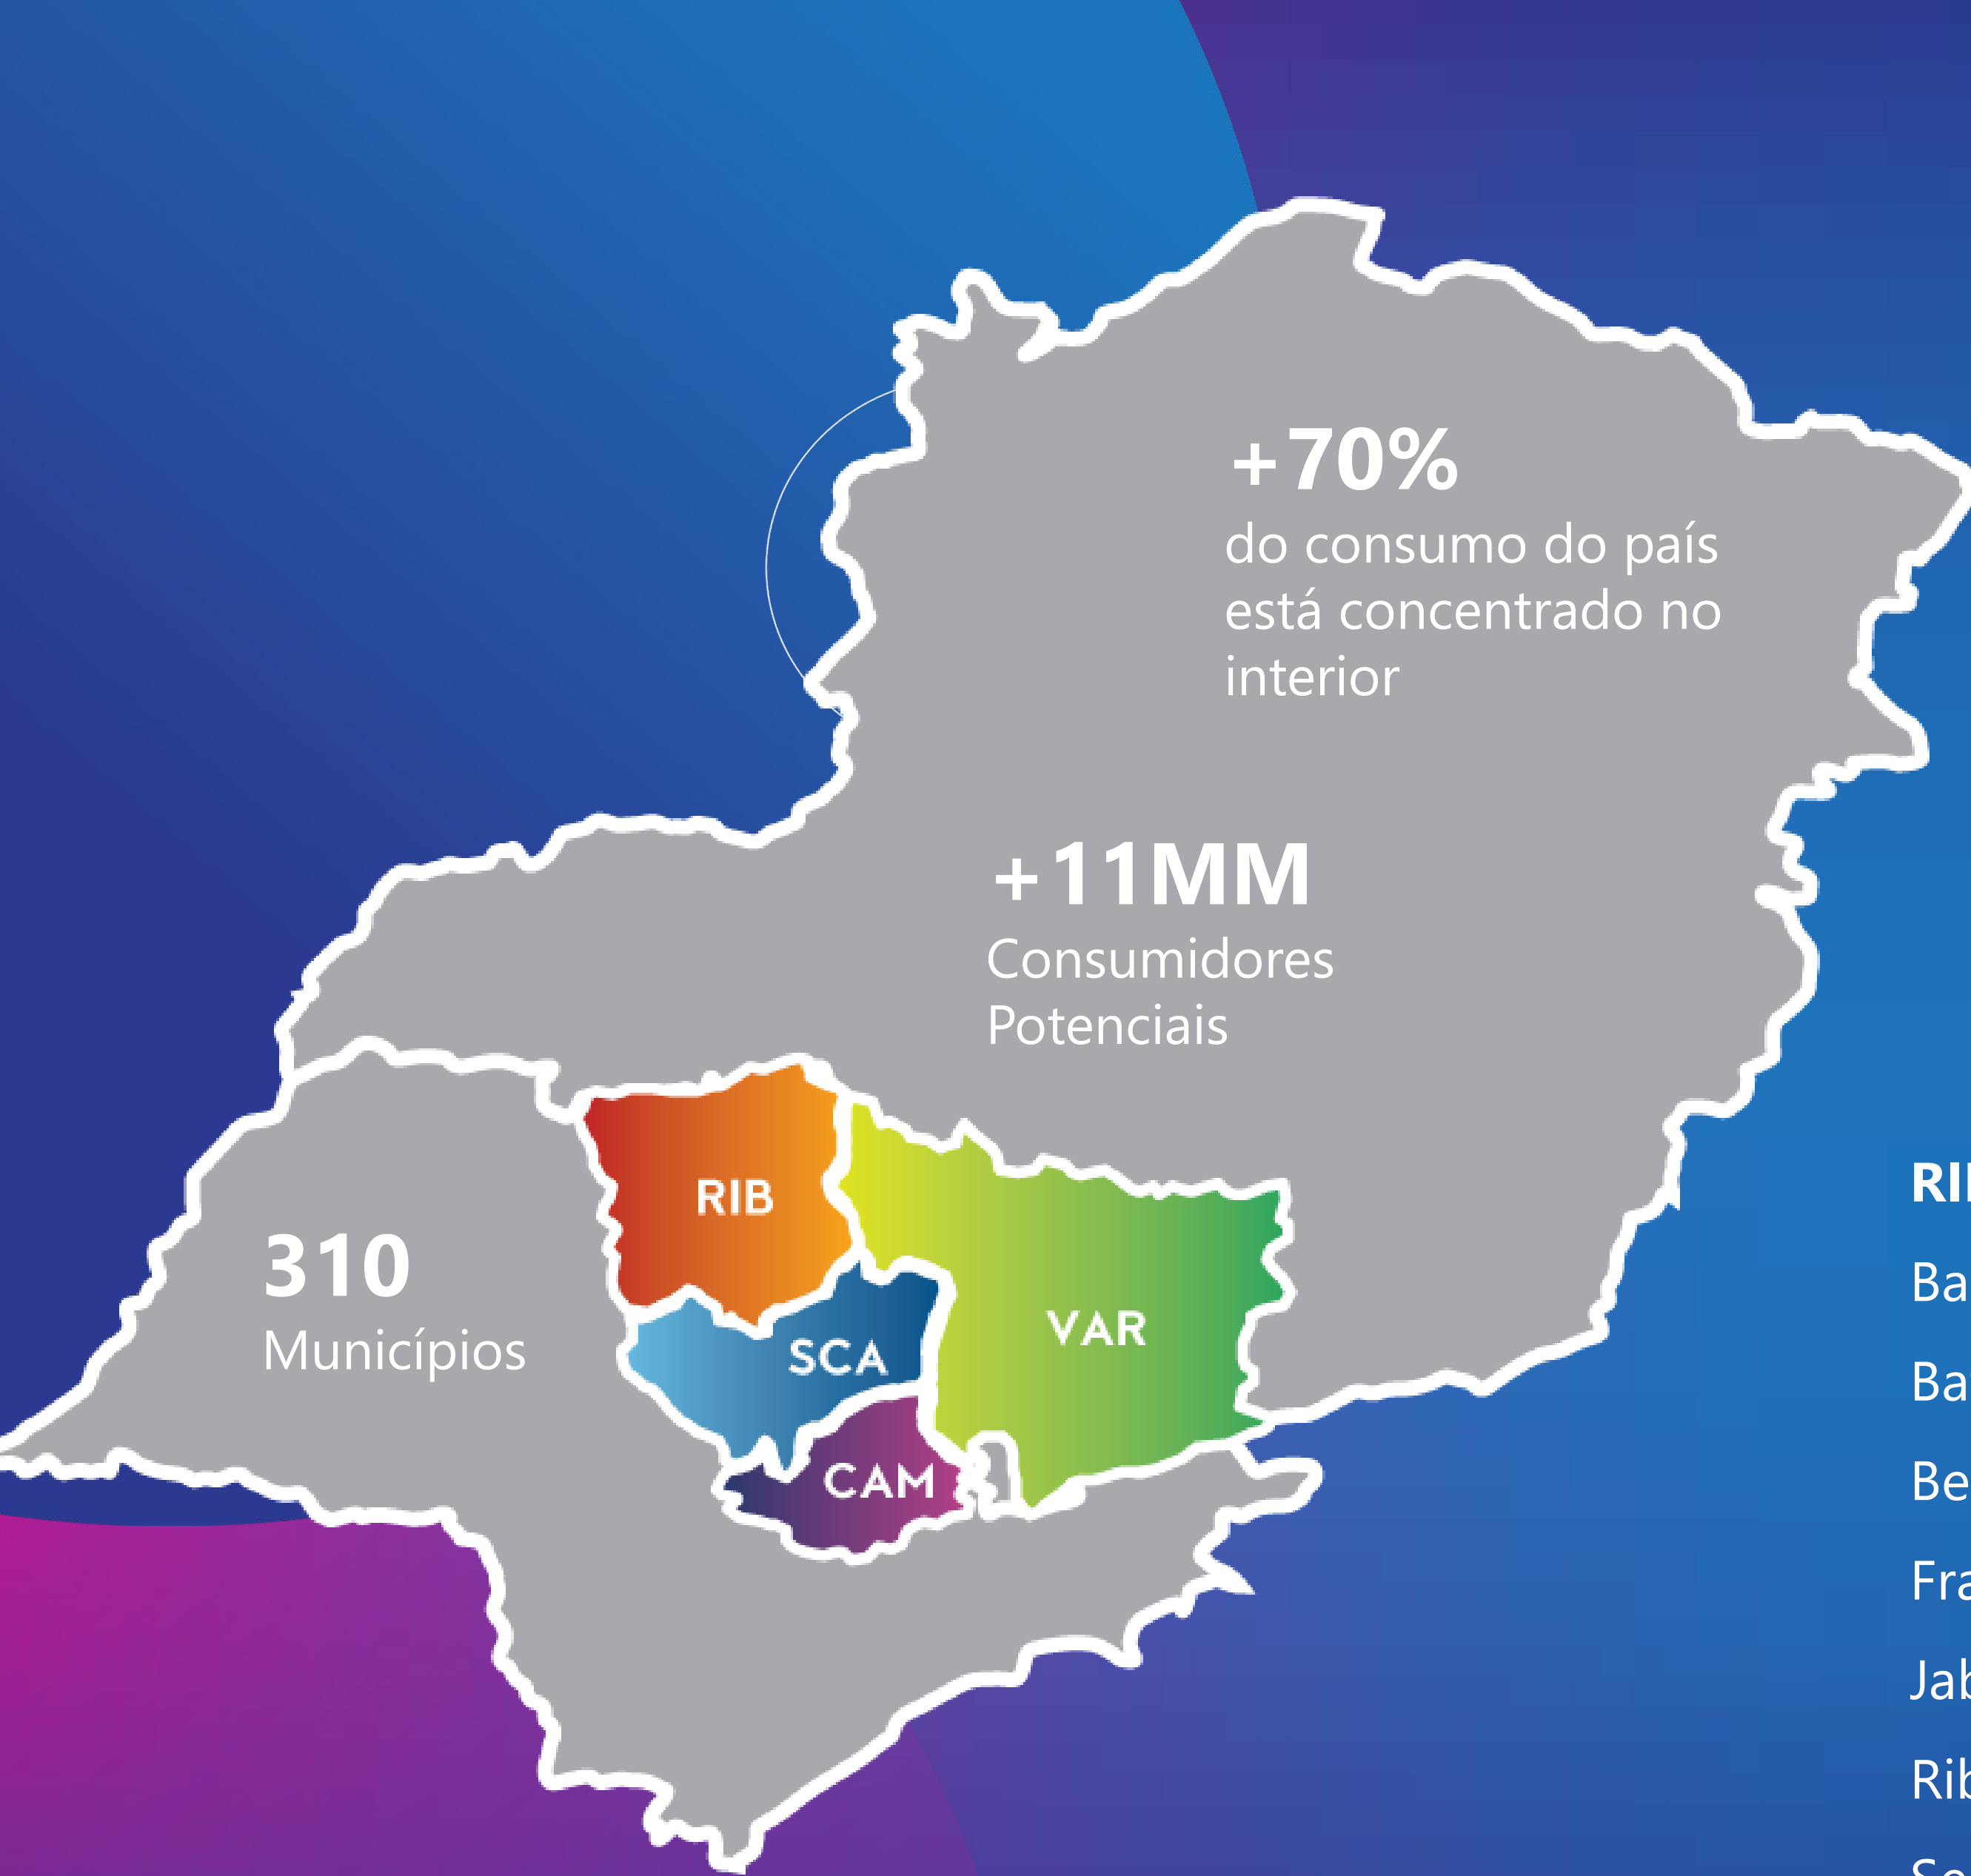 +70%
do consumo do país
está concentrado no
interior
+11MM
Consumidores
Potenciais
310
Municípios
RIB
SCA
VAR
CAM